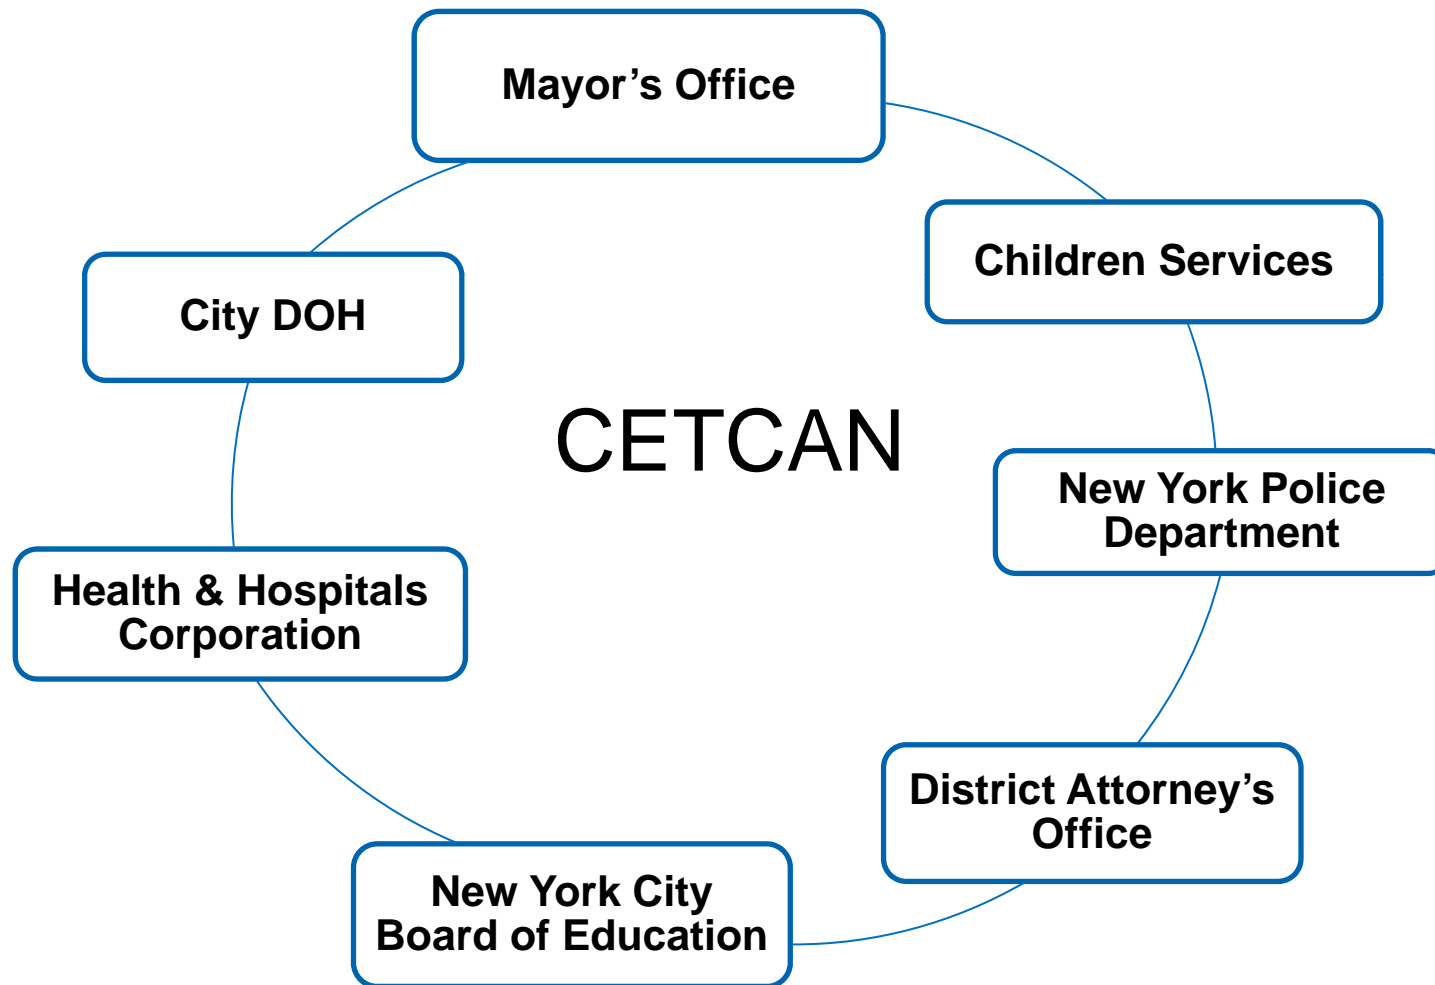 Mayor’s Office
Children Services
City DOH
CETCAN
New York Police
Department
Health & Hospitals
Corporation
District Attorney’s
Office
New York City
Board of Education